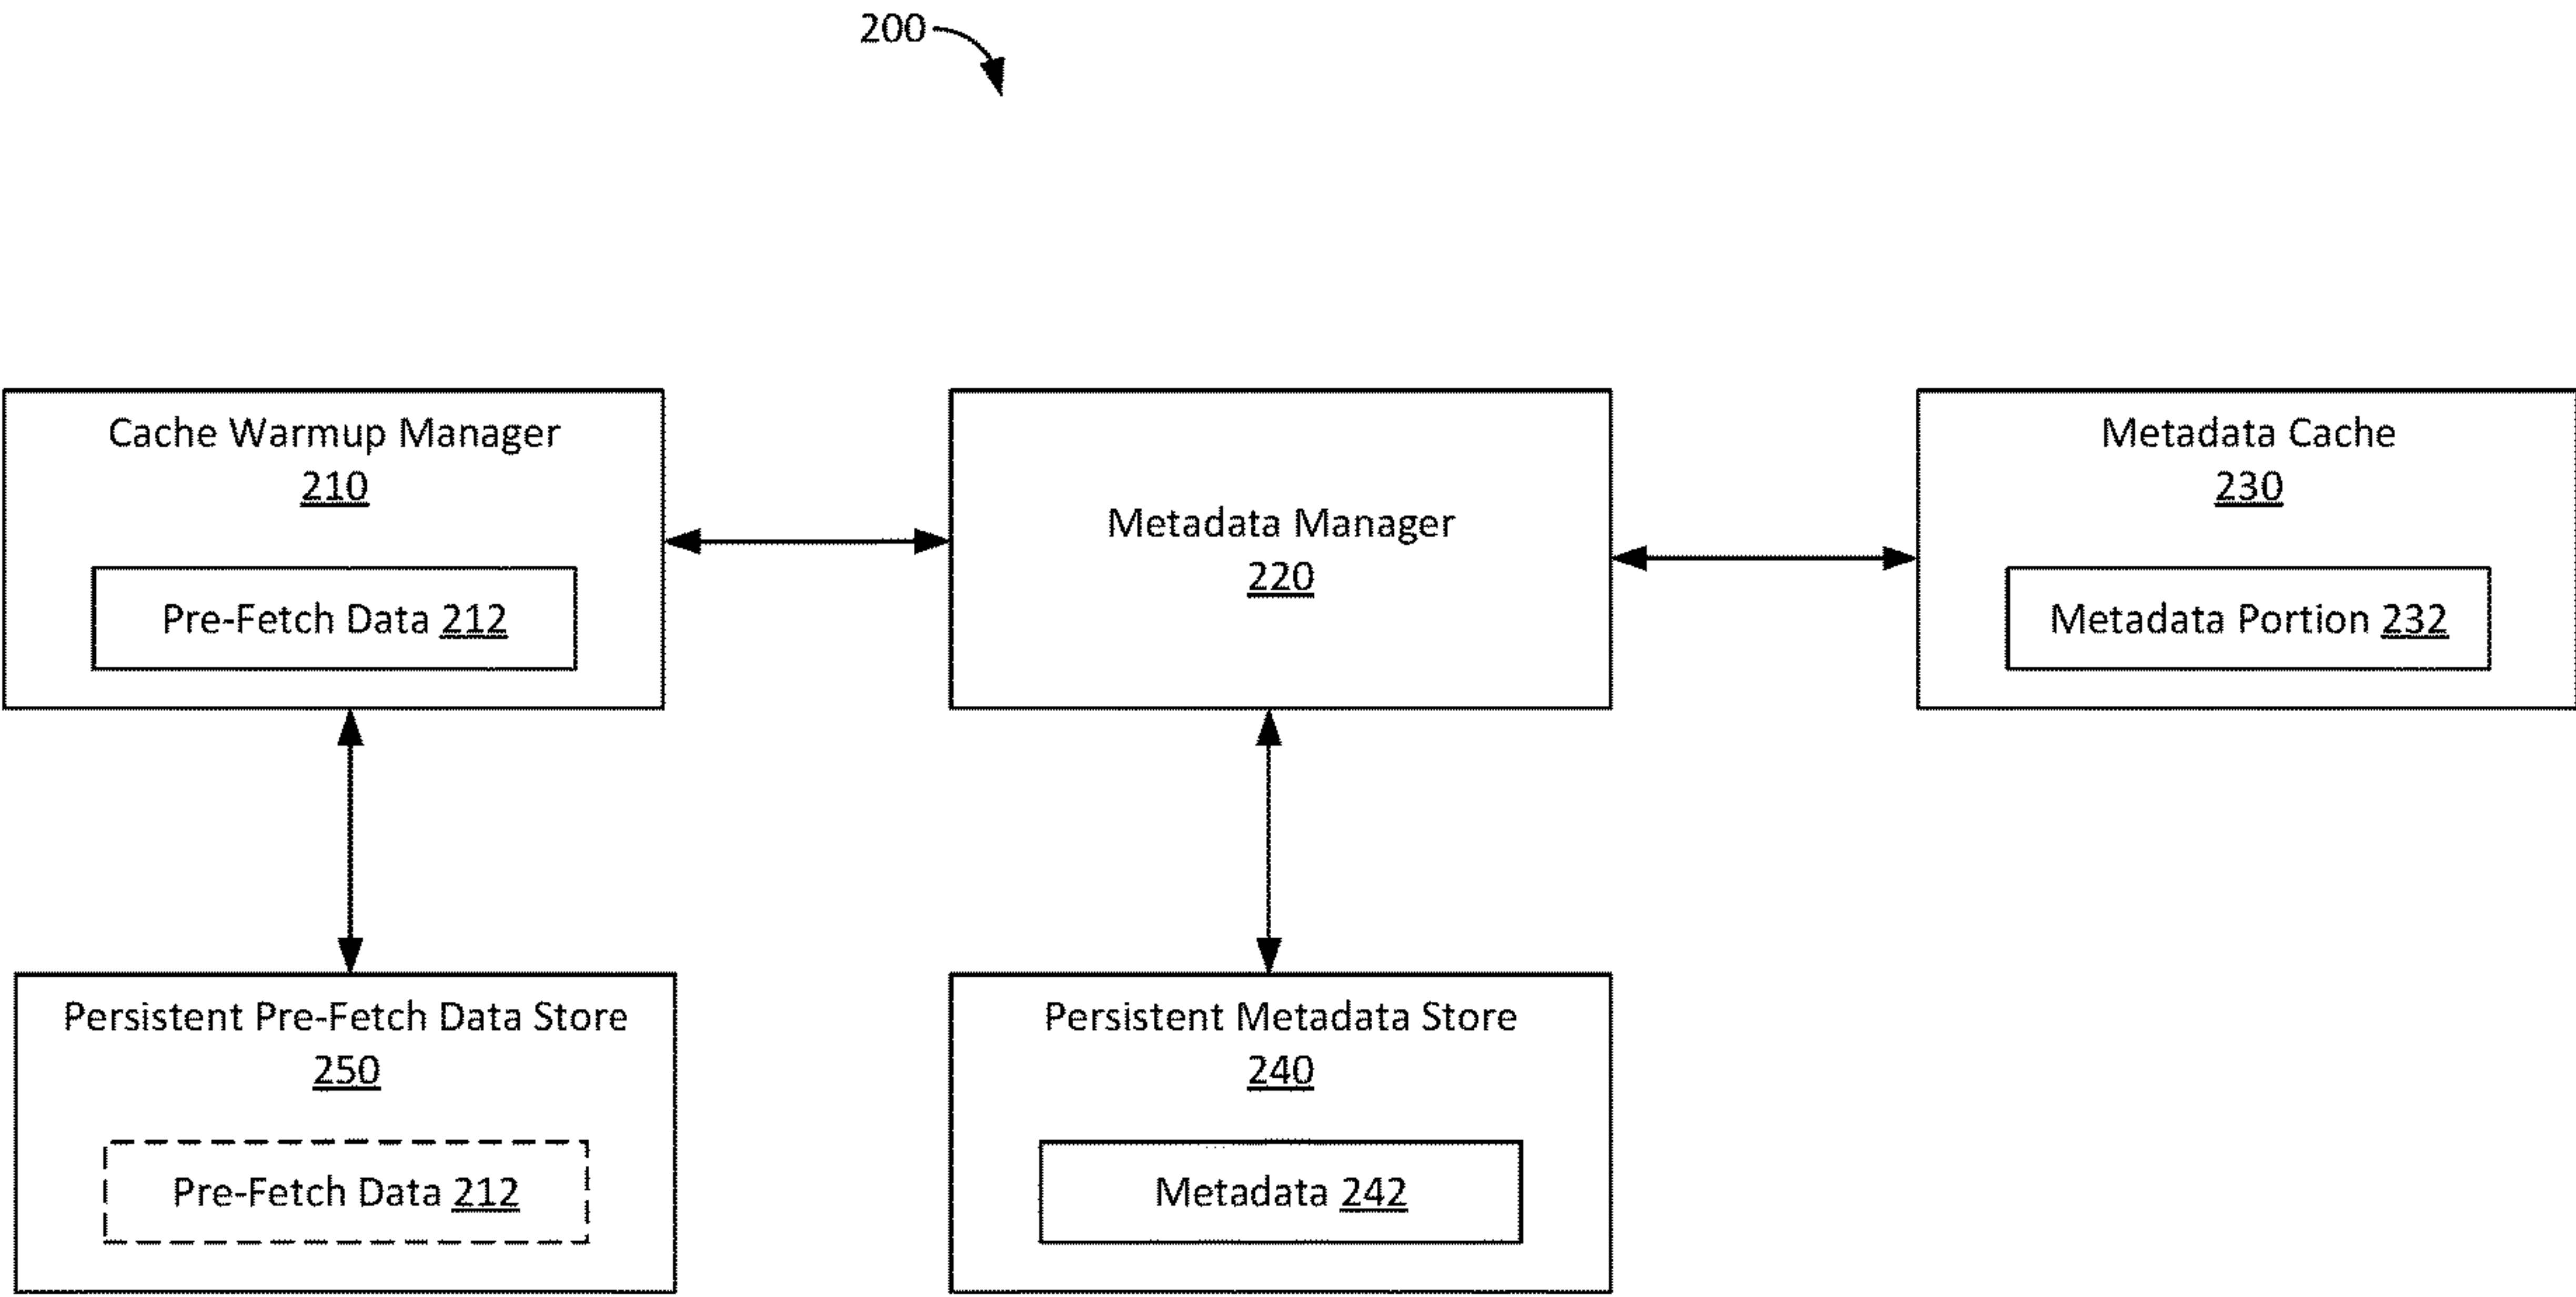 200
Cache Warmup Manager
210
Pre-Fetch Data 212
Metadata Manager
220
Metadata Cache
230
Metadata Portion 232
Persistent Pre-Fetch Data Store
250
Pre-Fetch Data 212
Persistent Metadata Store
240
Metadata 242